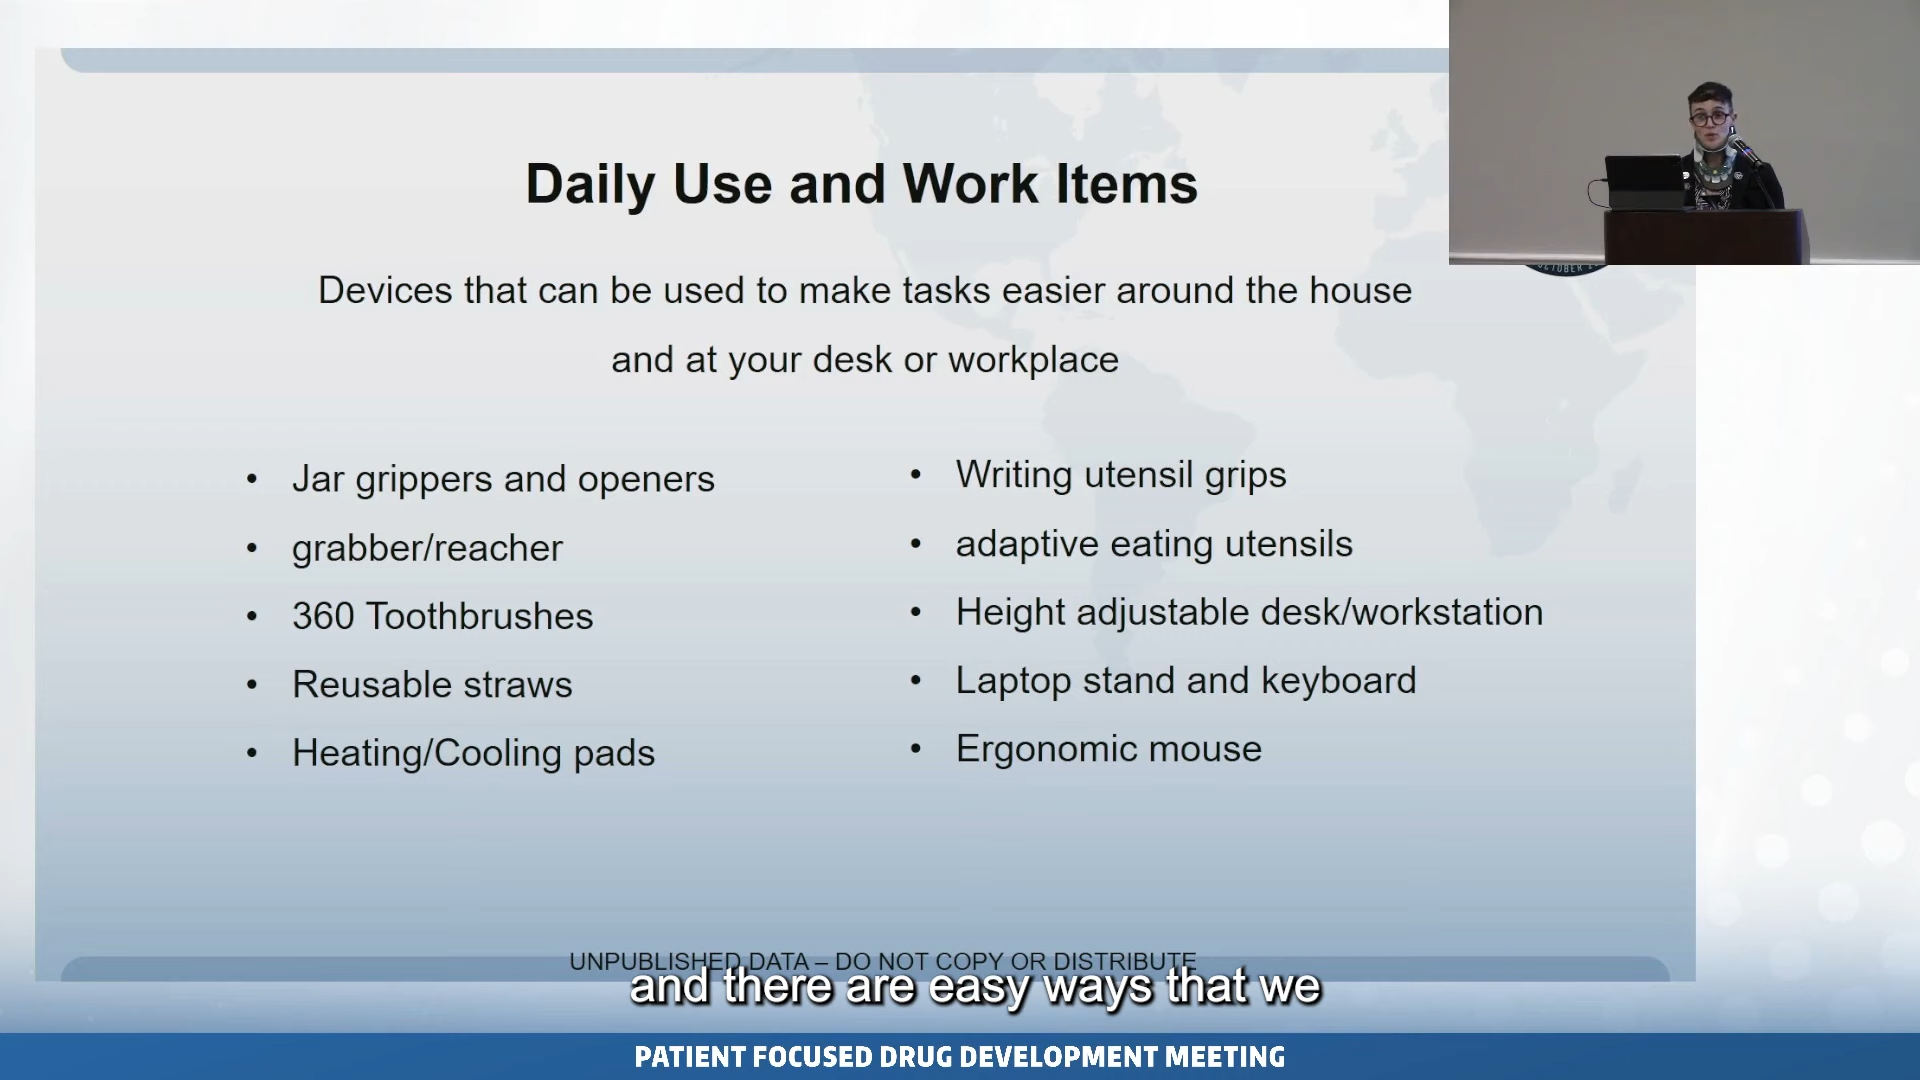 Daily Use and Work Items
Devices that can be used to make tasks easier around the house
and at your desk or workplace
• Jar grippers and openers
• grabber/reacher
• 360 Toothbrushes
• Reusable straws
• Heating/Cooling pads
• Writing utensil grips
• adaptive eating utensils
• Height adjustable desk/workstation
• Laptop stand and keyboard
• Ergonomic mouse
OCTOBER
UNPUBLISHED DATA – DO NOT COPY OR DISTRIBUTE
and there are easy ways that we
PATIENT FOCUSED DRUG DEVELOPMENT MEETING